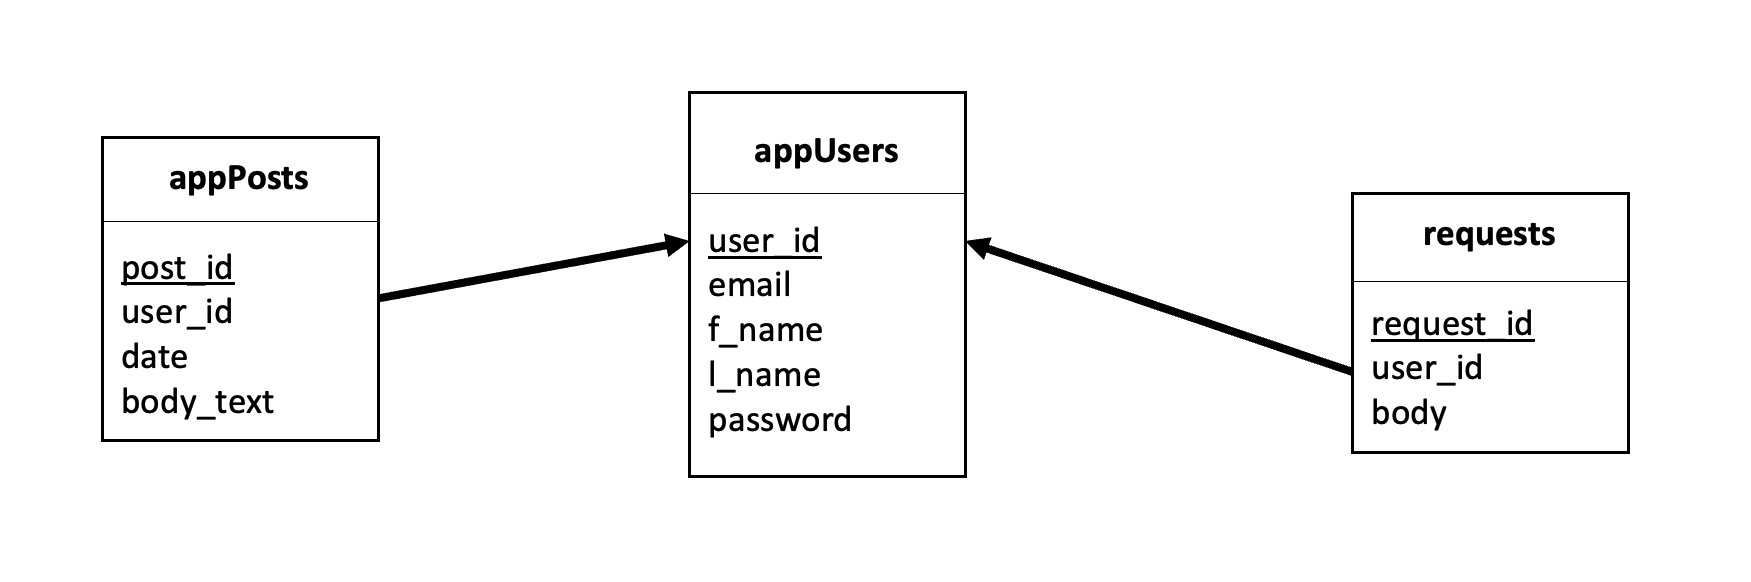 appPosts
post_id
user_id
date
body_text
appUsers
user_id
email
f_name
l_name
password
requests
request_id
user_id
body